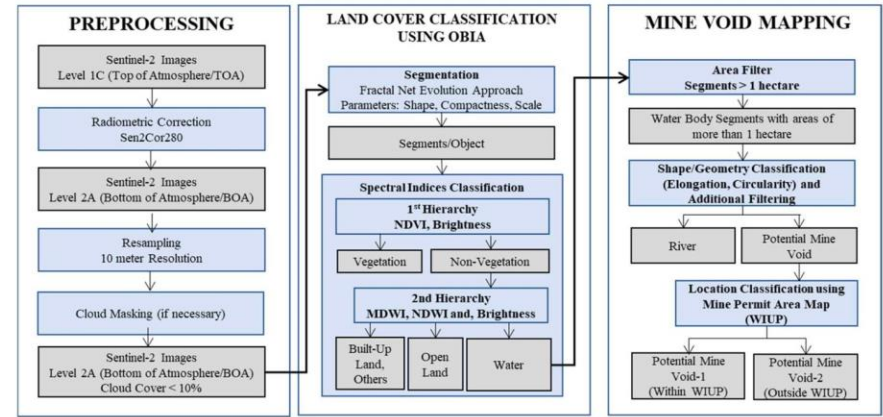 PREPROCESSING
Sentinel-2 Images
Level 1C (Top of Atmosphere/TOA)
Radiometric Correction
Sen2Cor280
Sentinel-2 Images
Level 2A (Bottom of Atmosphere/BOA)
Resampling
10 meter Resolution
Cloud Masking (if necessary)
Sentinel-2 Images
Level 2A (Bottom of Atmosphere/BOA)
Cloud Cover < 10%
LAND COVER CLASSIFICATION
USING OBIA
Segmentation
Fractal Net Evolution Approach
Parameters: Shape, Compactness, Scale
Segments/Object
Spectral Indices Classification
1st Hierarchy
NDVI, Brightness
Vegetation
Non-Vegetation
2nd Hierarchy
MDWI, NDWI and, Brightness
Built-Up
Land,
Others
Open
Land
Water
MINE VOID MAPPING
Area Filter
Segments > 1 hectare
Water Body Segments with areas of
more than 1 hectare
Shape/Geometry Classification
(Elongation, Circularity) and
Additional Filtering
River
Potential Mine
Void
Location Classification using
Mine Permit Area Map
(WIUP)
Potential Mine
Void-1
(Within WIUP)
Potential Mine
Void-2
(Outside WIUP)